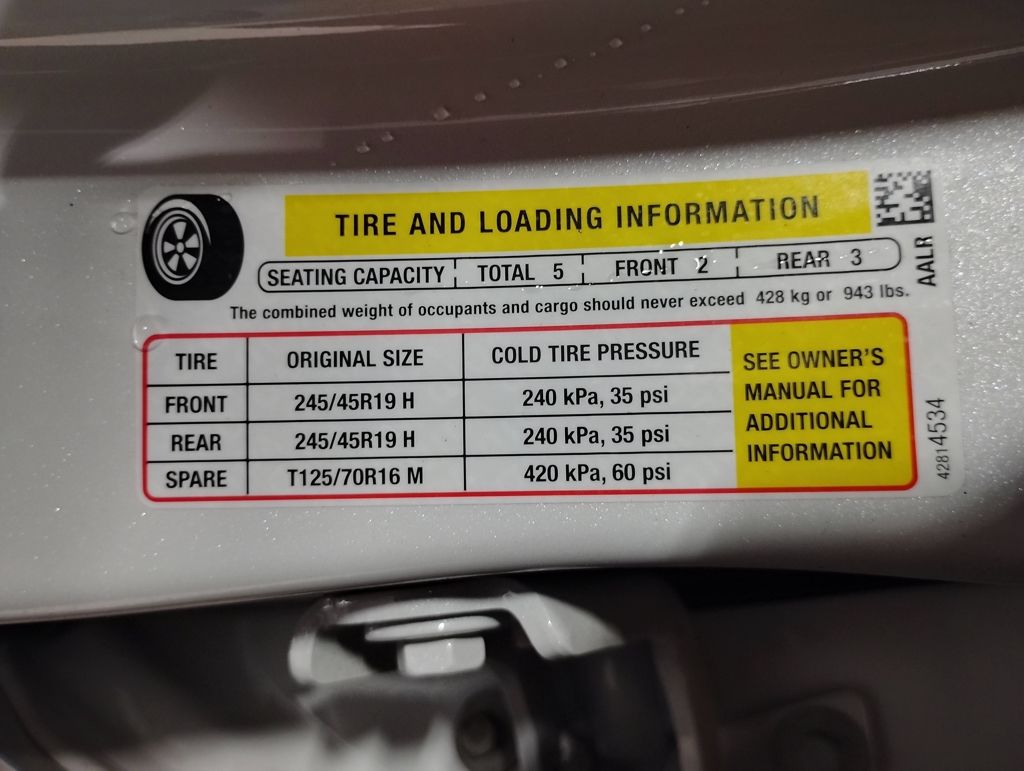 TIRE AND LOADING INFORMATION
SEATING CAPACITY TOTAL 5 FRONT 2 REAR 3
The combined weight of occupants and cargo should never exceed 428 kg or 943 lbs.
TIRE ORIGINAL SIZE COLD TIRE PRESSURE
FRONT 245/45R19 H 240 kPa, 35 psi
REAR 245/45R19 H 240 kPa, 35 psi
SPARE T125/70R16 M 420 kPa, 60 psi
SEE OWNER'S
MANUAL FOR
ADDITIONAL
INFORMATION
AALR
42814534